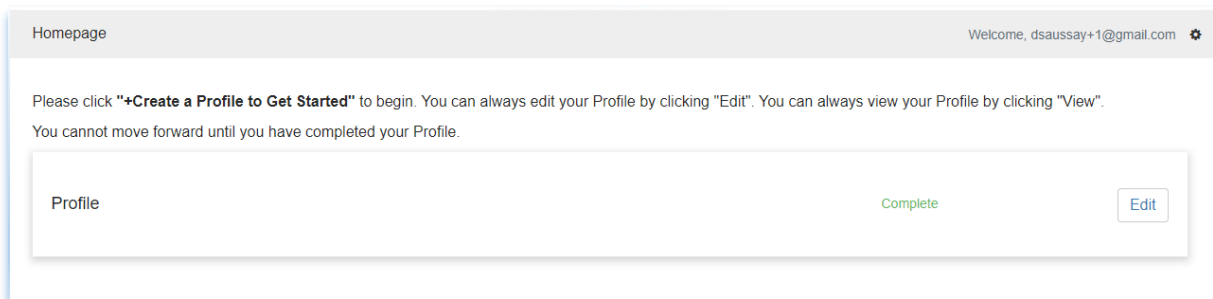 Homepage
Welcome, dsaussay+1@gmail.com
Please click "+Create a Profile to Get Started" to begin. You can always edit your Profile by clicking "Edit". You can always view your Profile by clicking "View".
You cannot move forward until you have completed your Profile.
Profile
Complete
Edit